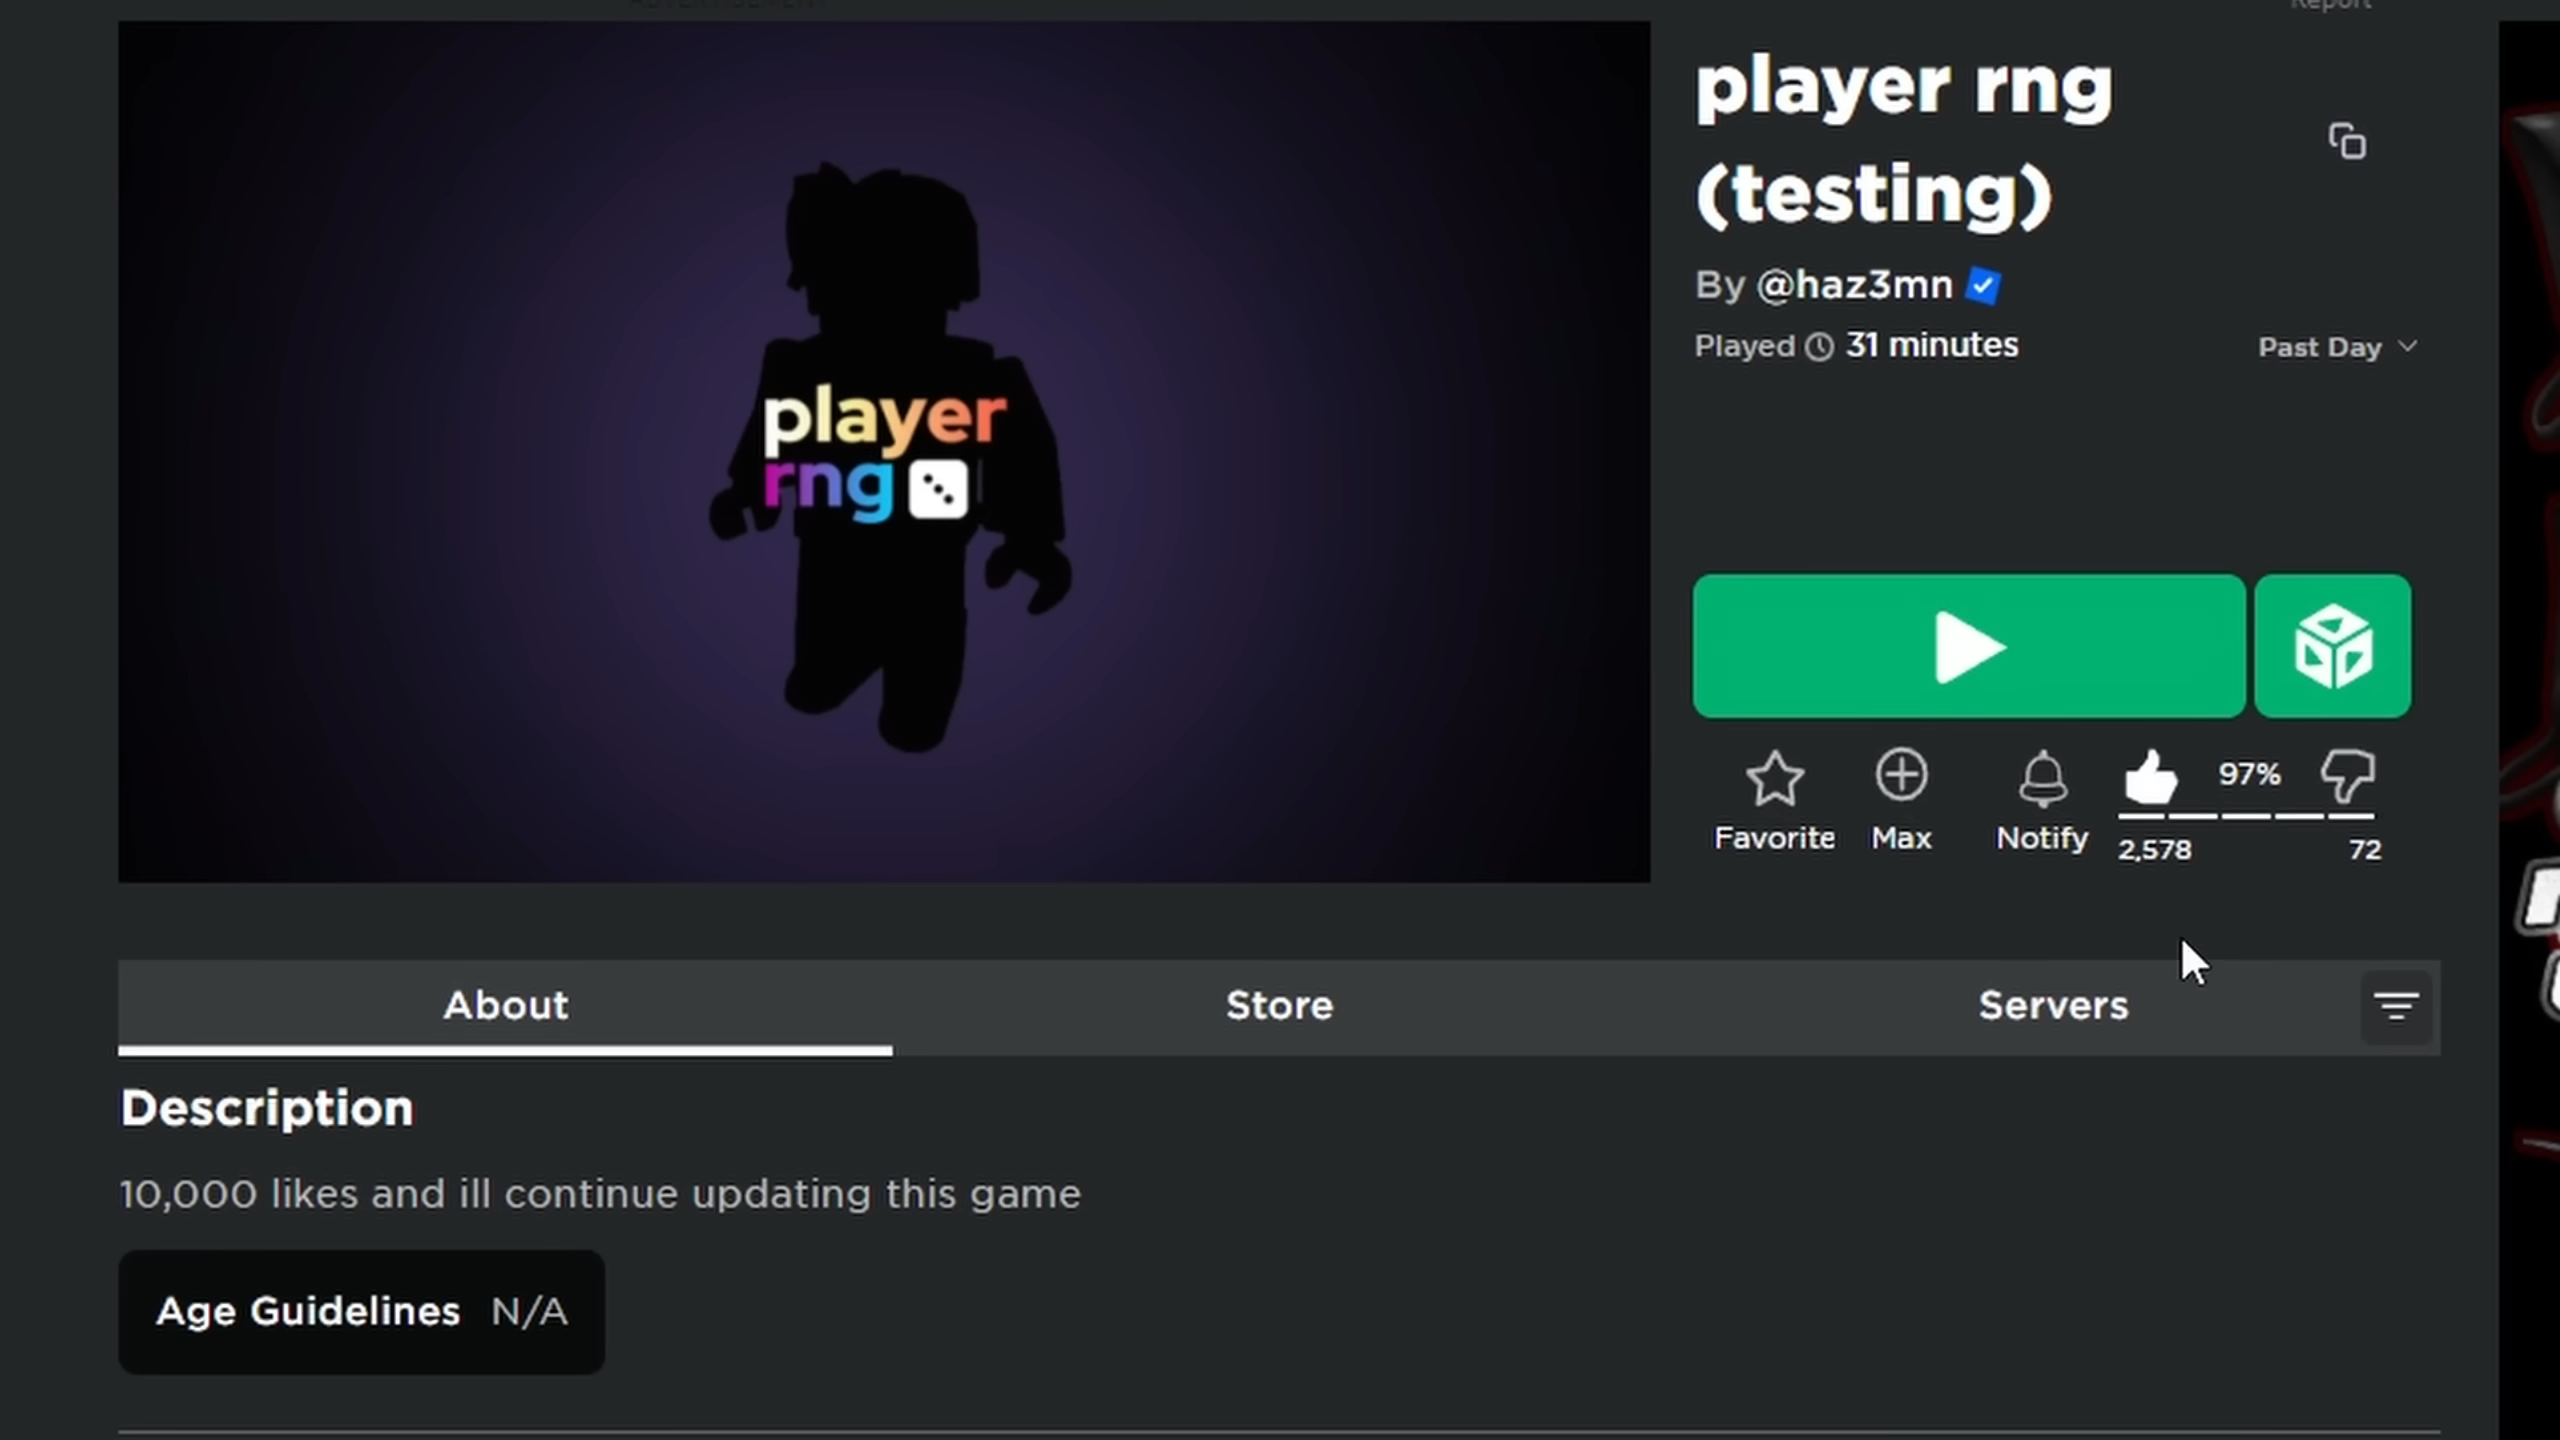 Report
player rng
(testing)
By @haz3mn
Played 31 minutes
Past Day
player
rng
Favorite
Max
Notify
97%
2,578
72
About
Store
Servers
Description
10,000 likes and ill continue updating this game
Age Guidelines N/A